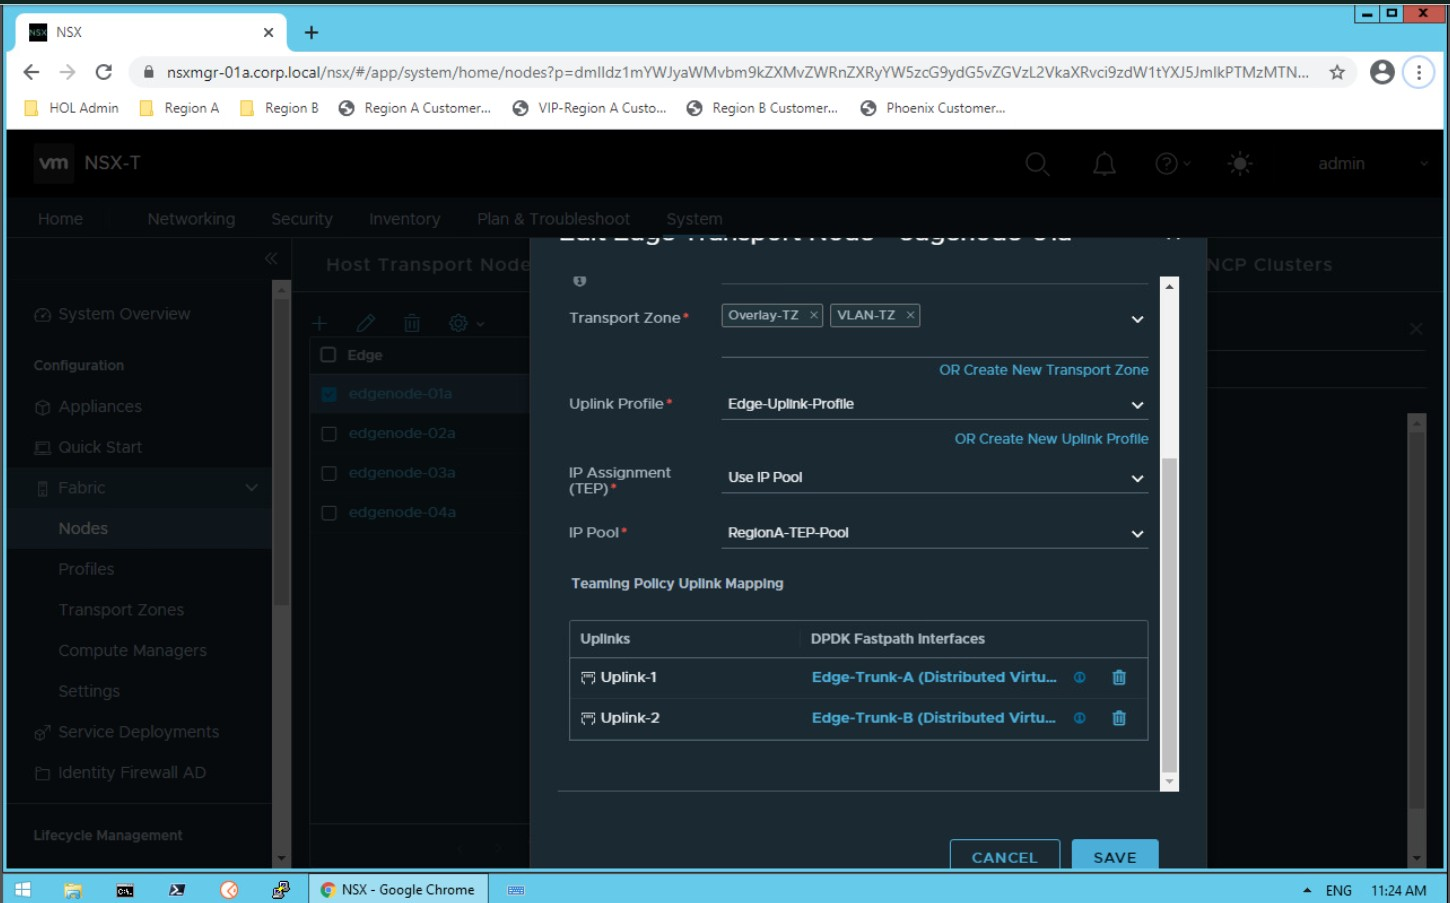 NSX
nsxmgr-01a.corp.local/nsx/#/app/system/home/nodes?p=dmlldz1mYWJyaWMvbm9kZXMvZWRnZXRyYW5zcG9ydG5vZGVzL2VkaXRvci9zdW1tYXJ5JmlkPTMzMTN...
HOL Admin Region A Region B Region A Customer... VIP-Region A Custo... Region B Customer... Phoenix Customer...
vm NSX-T admin
Home Networking Security Inventory Plan & Troubleshoot System
Edit Edge Transport Node - edgenode-01a
Host Transport Node NCP Clusters
System Overview
Configuration
Appliances
Quick Start
Fabric
Nodes
Profiles
Transport Zones
Compute Managers
Settings
Service Deployments
Identity Firewall AD
Lifecycle Management
Edge
edgenode-01a
edgenode-02a
edgenode-03a
edgenode-04a
Transport Zone* Overlay-TZ × VLAN-TZ ×
OR Create New Transport Zone
Uplink Profile* Edge-Uplink-Profile
OR Create New Uplink Profile
IP Assignment
(TEP)* Use IP Pool
IP Pool* RegionA-TEP-Pool
Teaming Policy Uplink Mapping
Uplinks DPDK Fastpath Interfaces
Uplink-1 Edge-Trunk-A (Distributed Virtu...
Uplink-2 Edge-Trunk-B (Distributed Virtu...
CANCEL SAVE
NSX - Google Chrome ENG 11:24 AM